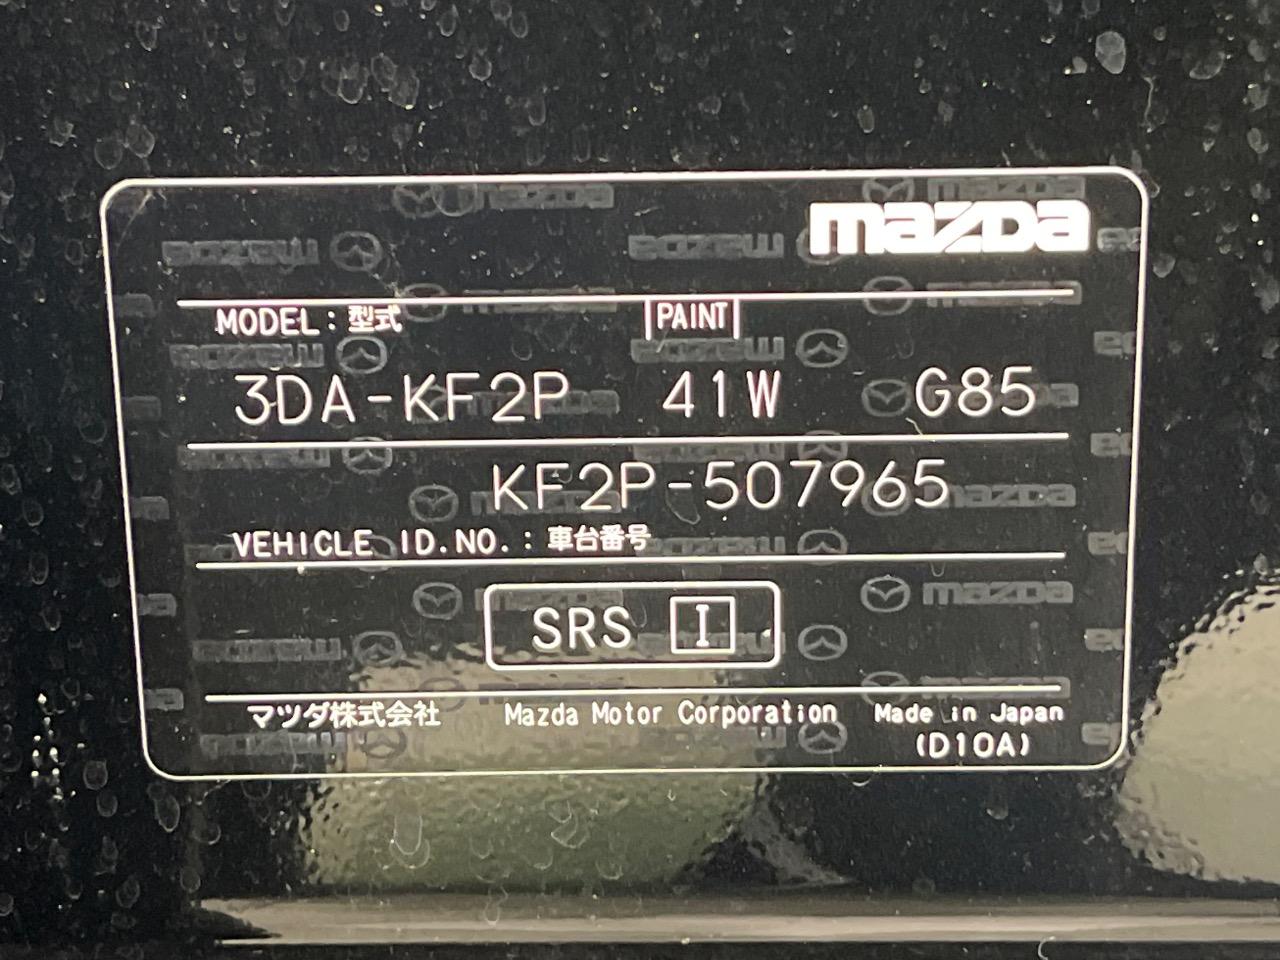 mazda
MODEL : 型式 PAINT
3DA-KF2P 41W G85
KF2P-507965
VEHICLE ID.NO. : 車台番号
SRS I
マツダ株式会社 Mazda Motor Corporation Made in Japan
(D10A)